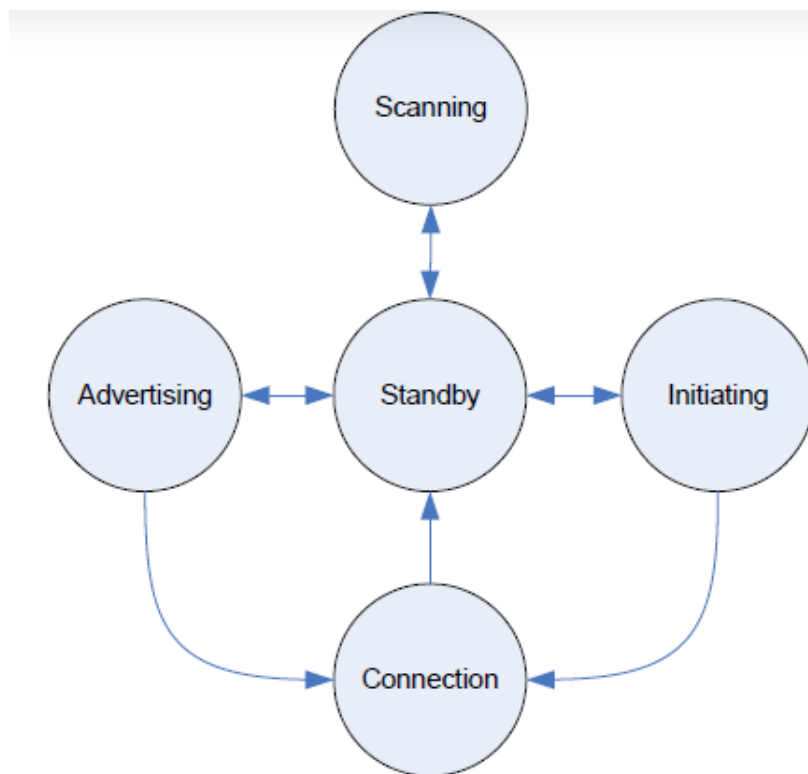 Scanning
Advertising
Standby
Initiating
Connection